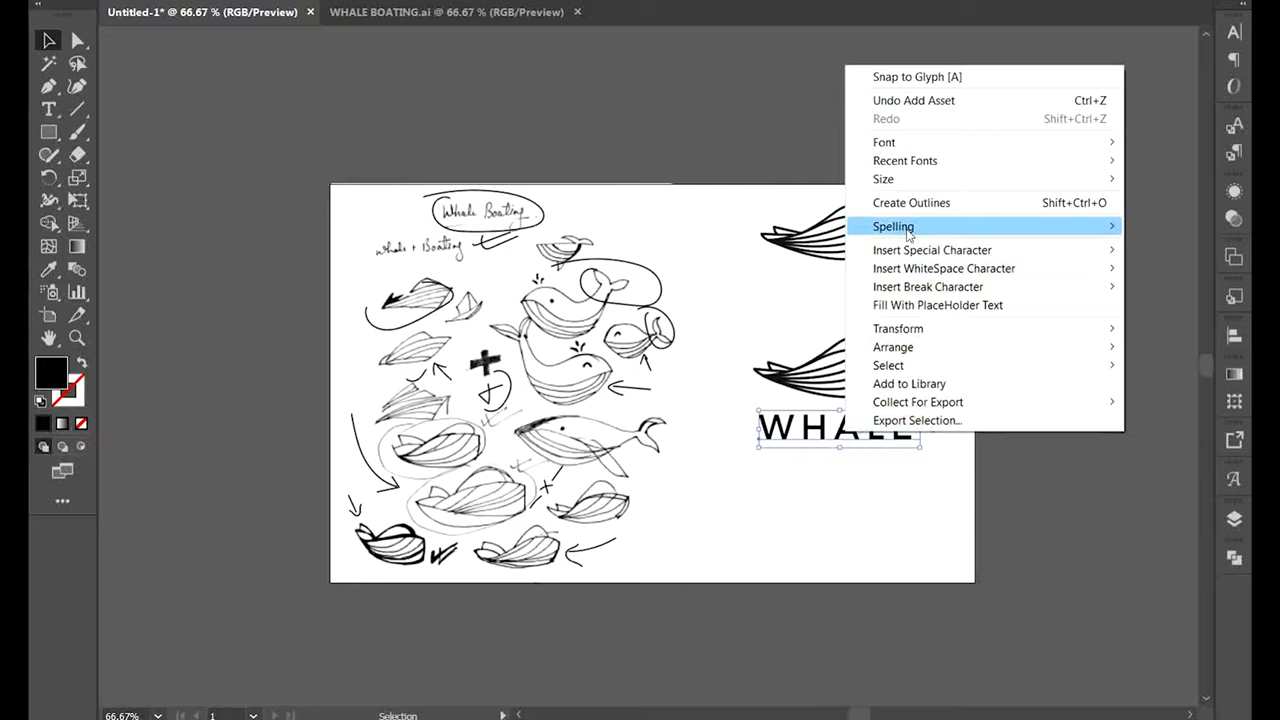 Untitled-1* @ 66.67 % (RGB/Preview) ×
WHALE BOATING.ai @ 66.67 % (RGB/Preview) ×
Snap to Glyph [A]
Undo Add Asset Ctrl+Z
Redo Shift+Ctrl+Z
Font
Recent Fonts
Size
Create Outlines Shift+Ctrl+O
Spelling
Insert Special Character
Insert WhiteSpace Character
Insert Break Character
Fill With PlaceHolder Text
Transform
Arrange
Select
Add to Library
Collect For Export
Export Selection...
Whale Boating
whale + Boating
WHALE
66.67% 1 Selection